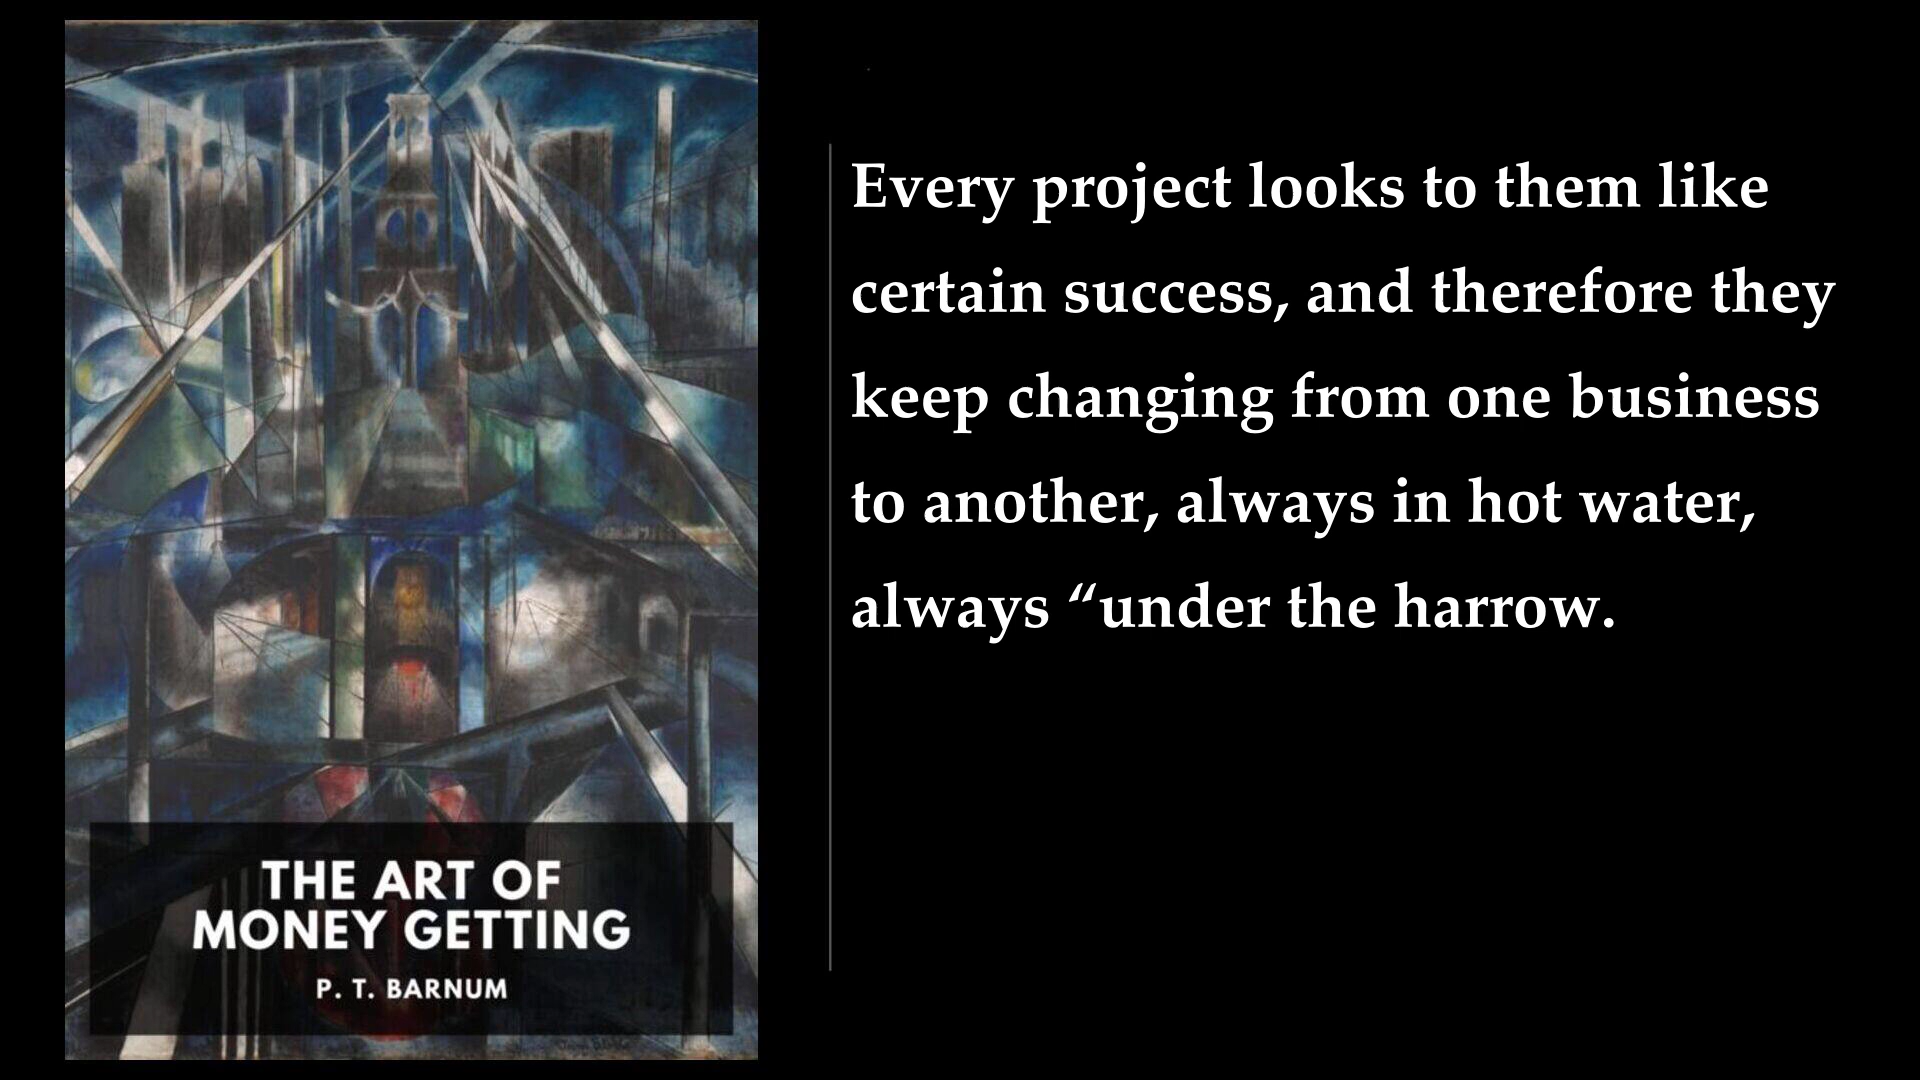 Every project looks to them like
certain success, and therefore they
keep changing from one business
to another, always in hot water,
always “under the harrow.
THE ART OF
MONEY GETTING
P. T. BARNUM